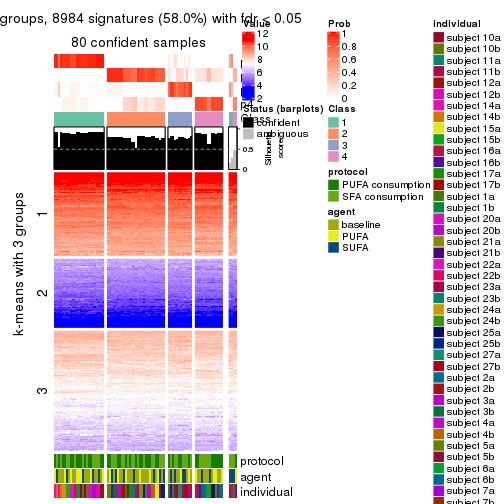 groups, 8984 signatures (58.0%) with fdr < 0.05
80 confident samples
k-means with 3 groups
1
2
3
Class
0.5
0
Silhouette
score
protocol
agent
individual
Value
12
10
8
6
4
2
Status (barplots)
confident
ambiguous
Prob
1
0.8
0.6
0.4
0.2
0
Class
1
2
3
4
protocol
PUFA consumption
SFA consumption
agent
baseline
PUFA
SUFA
individual
subject 10a
subject 10b
subject 11a
subject 11b
subject 12a
subject 12b
subject 14a
subject 14b
subject 15a
subject 15b
subject 16a
subject 16b
subject 17a
subject 17b
subject 1a
subject 1b
subject 20a
subject 20b
subject 21a
subject 21b
subject 22a
subject 22b
subject 23a
subject 23b
subject 24a
subject 24b
subject 25a
subject 25b
subject 27a
subject 27b
subject 2a
subject 2b
subject 3a
subject 3b
subject 4a
subject 4b
subject 5a
subject 5b
subject 6a
subject 6b
subject 7a
subject 7b